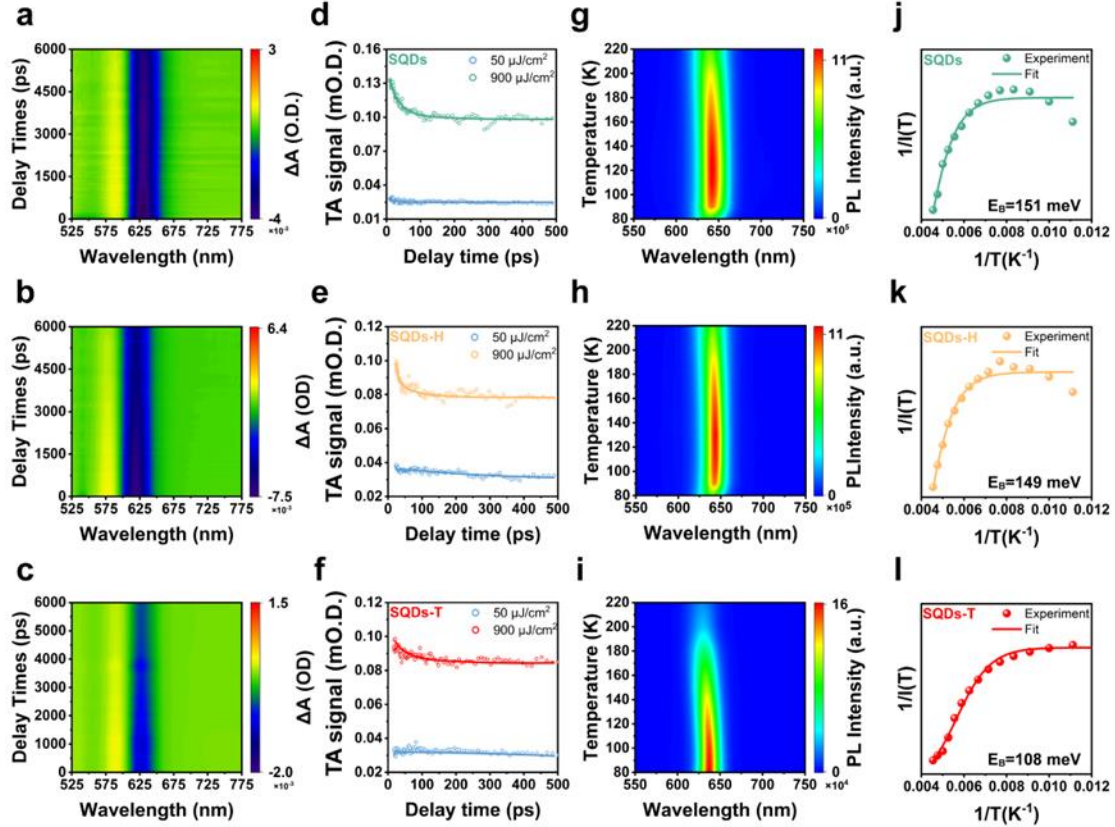 a
6000
4500
3000
1500
0
Delay Times (ps)
525 575 625 675 725 775
Wavelength (nm)
3
-4
×10⁻³
ΔA (O.D.)
d
SQDs
50 μJ/cm²
900 μJ/cm²
0.16
0.13
0.10
0.07
0.04
0.01
TA signal (mO.D.)
0 100 200 300 400 500
Delay time (ps)
g
220
200
180
160
140
120
100
80
Temperature (K)
550 600 650 700 750
Wavelength (nm)
11
0
×10⁵
PL Intensity (a.u.)
j
SQDs
Experiment
Fit
E_B=151 meV
1/I(T)
0.004 0.006 0.008 0.010 0.012
1/T(K⁻¹)
b
6000
4500
3000
1500
0
Delay Times (ps)
525 575 625 675 725 775
Wavelength (nm)
6.4
-7.5
×10⁻³
ΔA (OD)
e
SQDs-H
50 μJ/cm²
900 μJ/cm²
0.12
0.10
0.08
0.06
0.04
0.02
TA signal (mO.D.)
0 100 200 300 400 500
Delay time (ps)
h
220
200
180
160
140
120
100
80
Temperature (K)
550 600 650 700 750
Wavelength (nm)
11
0
×10⁵
PLIntensity (a.u.)
k
SQDs-H
Experiment
Fit
E_B=149 meV
1/I(T)
0.004 0.006 0.008 0.010 0.012
1/T(K⁻¹)
c
6000
5000
4000
3000
2000
1000
0
Delay Times (ps)
525 575 625 675 725 775
Wavelength (nm)
1.5
-2.0
×10⁻³
ΔA (OD)
f
SQDs-T
50 μJ/cm²
900 μJ/cm²
0.12
0.10
0.08
0.06
0.04
0.02
TA signal (mO.D.)
0 100 200 300 400 500
Delay time (ps)
i
220
200
180
160
140
120
100
80
Temperature (K)
550 600 650 700 750
Wavelength (nm)
16
0
×10⁴
PL Intensity (a.u.)
l
SQDs-T
Experiment
Fit
E_B=108 meV
1/I(T)
0.004 0.006 0.008 0.010 0.012
1/T(K⁻¹)